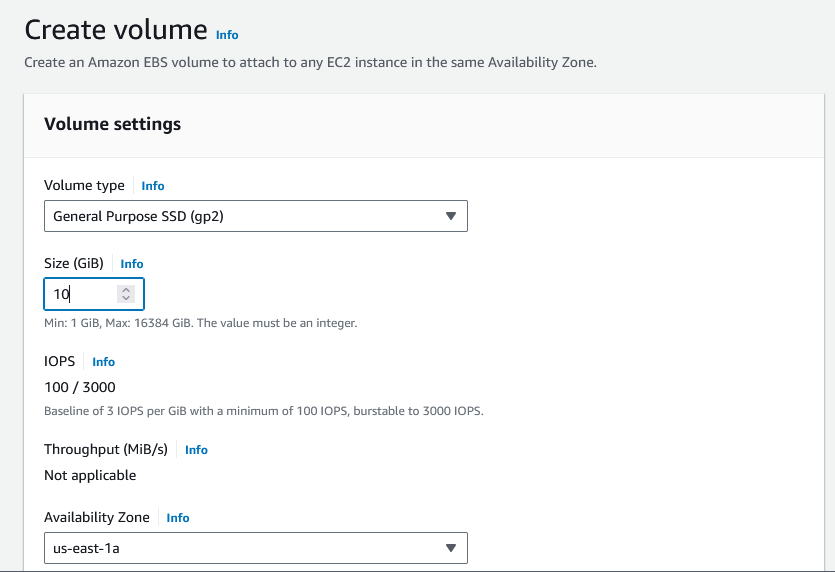 Create volume Info
Create an Amazon EBS volume to attach to any EC2 instance in the same Availability Zone.
Volume settings
Volume type Info
General Purpose SSD (gp2)
Size (GiB) Info
10
Min: 1 GiB, Max: 16384 GiB. The value must be an integer.
IOPS Info
100 / 3000
Baseline of 3 IOPS per GiB with a minimum of 100 IOPS, burstable to 3000 IOPS.
Throughput (MiB/s) Info
Not applicable
Availability Zone Info
us-east-1a